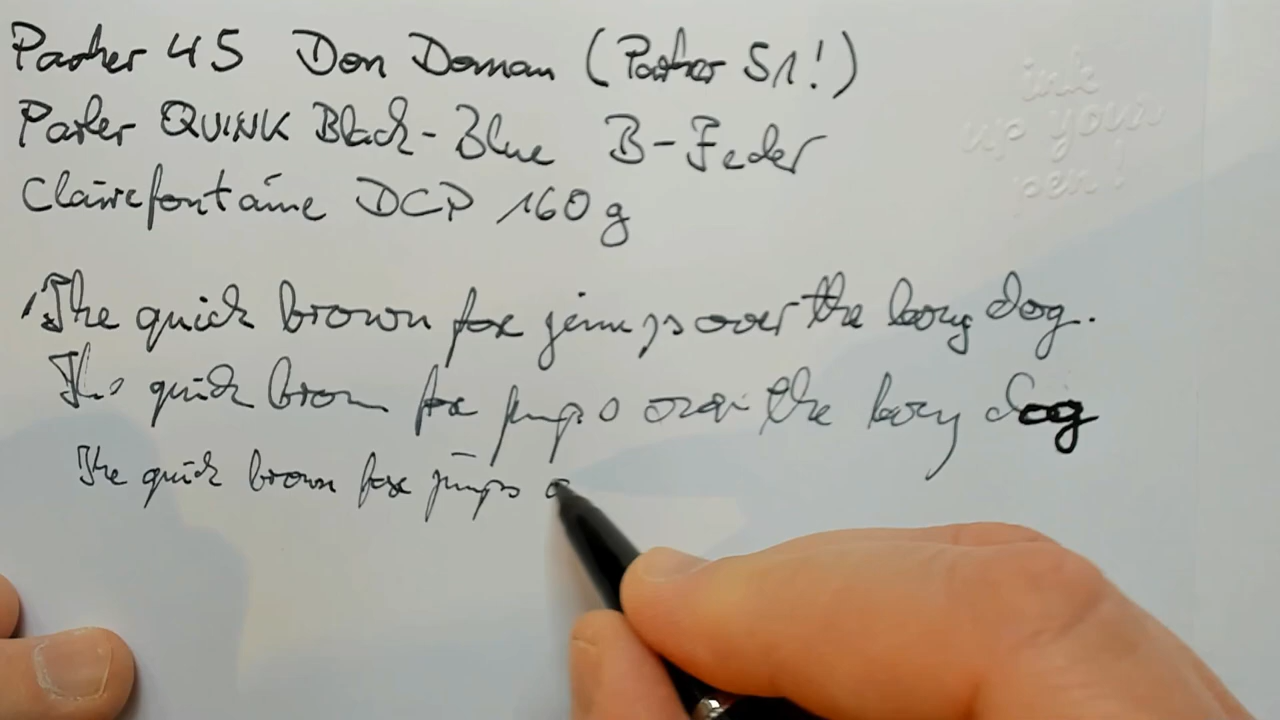 Parker 45 Don Doman (Parker 51!)
Parker QUINK Black-Blue B-Feder
Clairefontaine DCP 160 g
ink
up your
pen!
The quick brown fox jumps over the lazy dog.
The quick brown fox jumps over the lazy dog
The quick brown fox jumps o